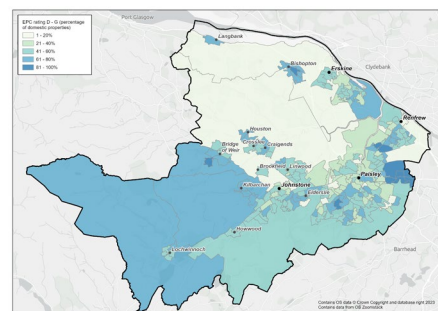 Port Glasgow
EPC rating D - G (percentage
of domestic properties)
1 - 20%
21 - 40%
41 - 60%
61 - 80%
81 - 100%
Langbank
Bishopton
Erskine
Clydebank
Renfrew
Houston
Crosslee
Craigends
Bridge
of Weir
Brookfield
Linwood
Paisley
Kilbarchan
Johnstone
Elderslie
Howwood
Lochwinnoch
Barrhead
Contains OS data © Crown Copyright and database right 2023
Contains data from OS Zoomstack